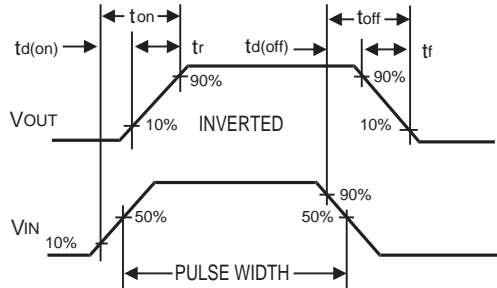 ton
toff
td(on)
tr
td(off)
tf
90%
90%
VOUT
10%
INVERTED
10%
90%
50%
50%
VIN
10%
PULSE WIDTH